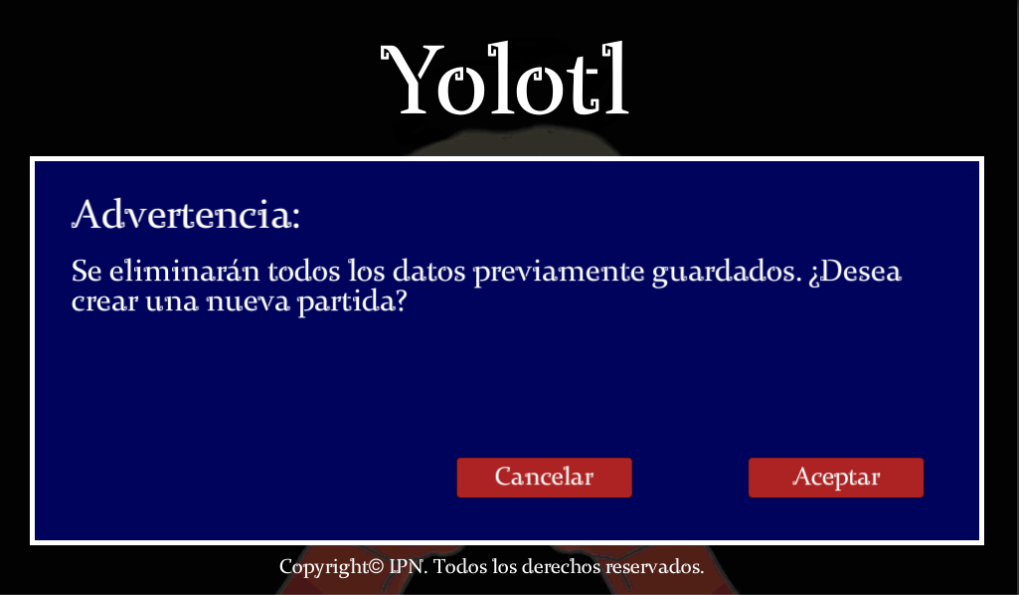 Yolotl
Advertencia:
Se eliminarán todos los datos previamente guardados. ¿Desea
crear una nueva partida?
Cancelar
Aceptar
Copyright© IPN. Todos los derechos reservados.